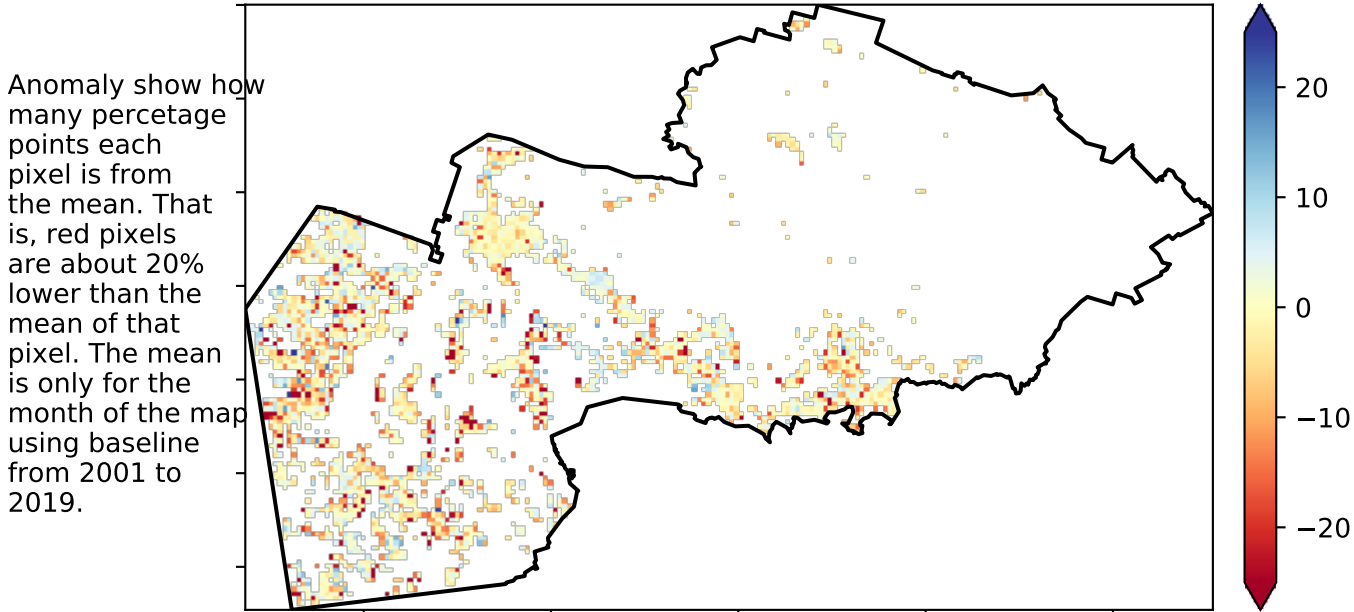 Anomaly show how
many percetage
points each
pixel is from
the mean. That
is, red pixels
are about 20%
lower than the
mean of that
pixel. The mean
is only for the
month of the map
using baseline
from 2001 to
2019.
20
10
0
−10
−20